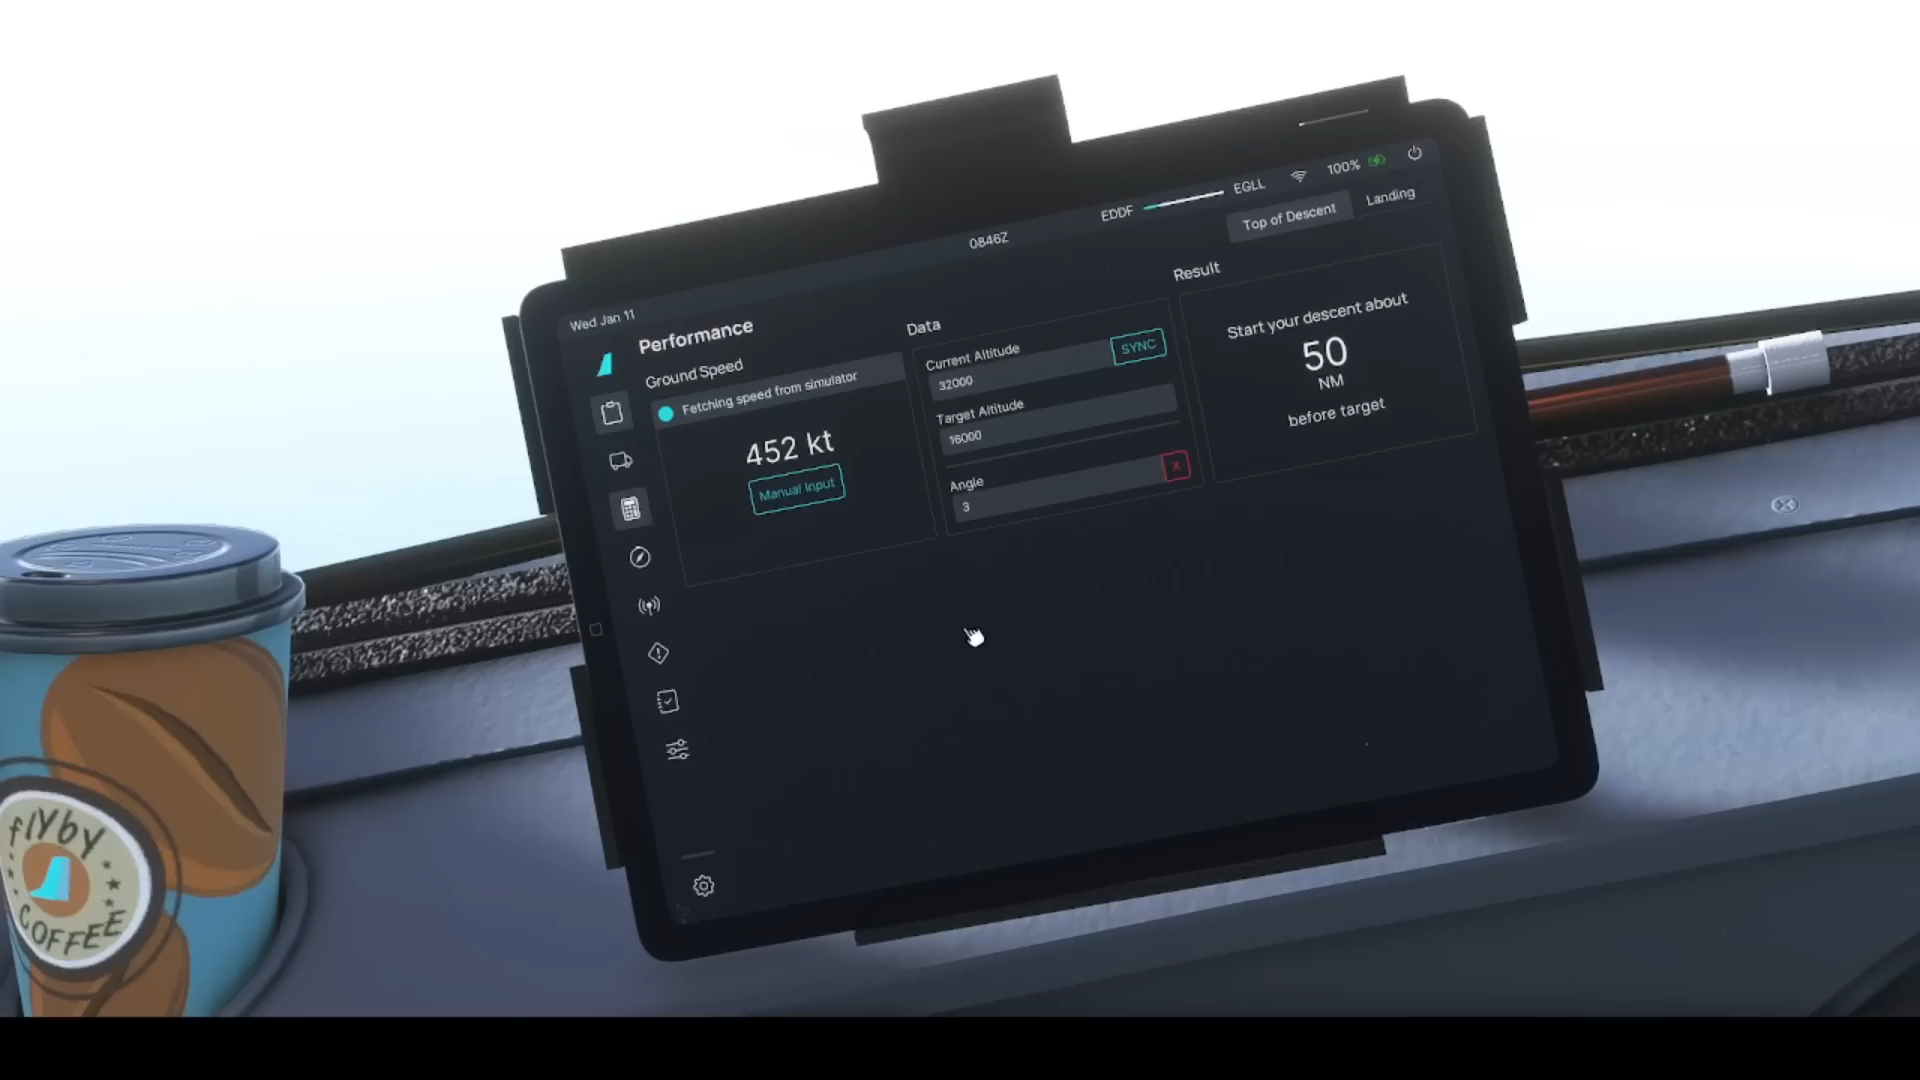 Wed Jan 11
0846Z
EDDF
EGLL
100%
Performance
Top of Descent
Landing
Ground Speed
Fetching speed from simulator
452 kt
Manual Input
Data
Current Altitude
32000
SYNC
Target Altitude
16000
Angle
3
X
Result
Start your descent about
50
NM
before target
flyby
COFFEE